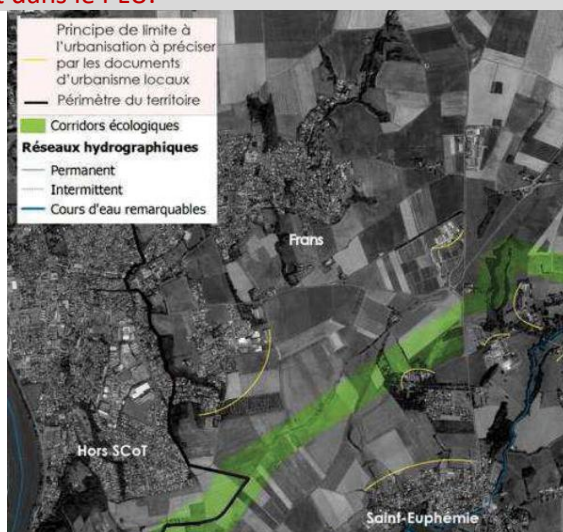 dans le PLU.
Principe de limite à
l'urbanisation à préciser
par les documents
d'urbanisme locaux
Périmètre du territoire
Corridors écologiques
Réseaux hydrographiques
Permanent
Intermittent
Cours d'eau remarquables
Frans
Hors SCoT
Saint-Euphémie